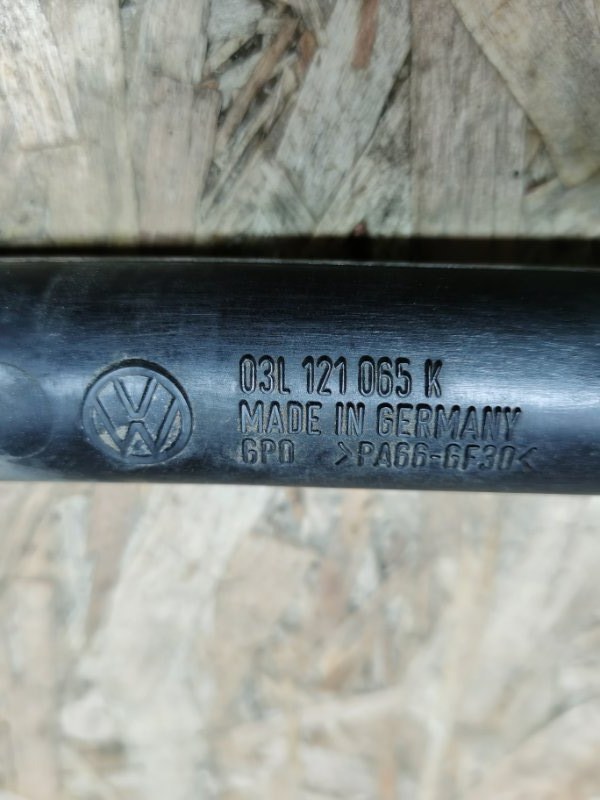 03L 121 065 K
MADE IN GERMANY
GPO >PA66-GF30<